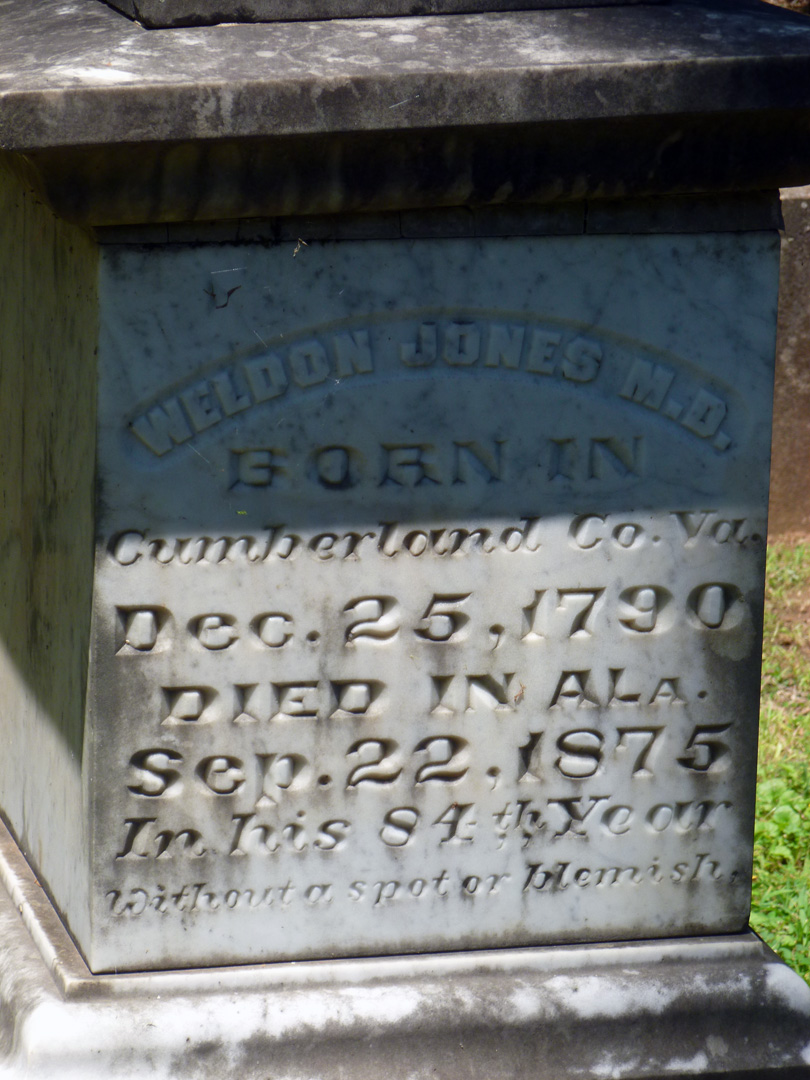 WELDON JONES M.D.
BORN IN
Cumberland Co. Va.
Dec. 25, 1790
DIED IN ALA.
Sep. 22, 1875
In his 84th Year
Without a spot or blemish.